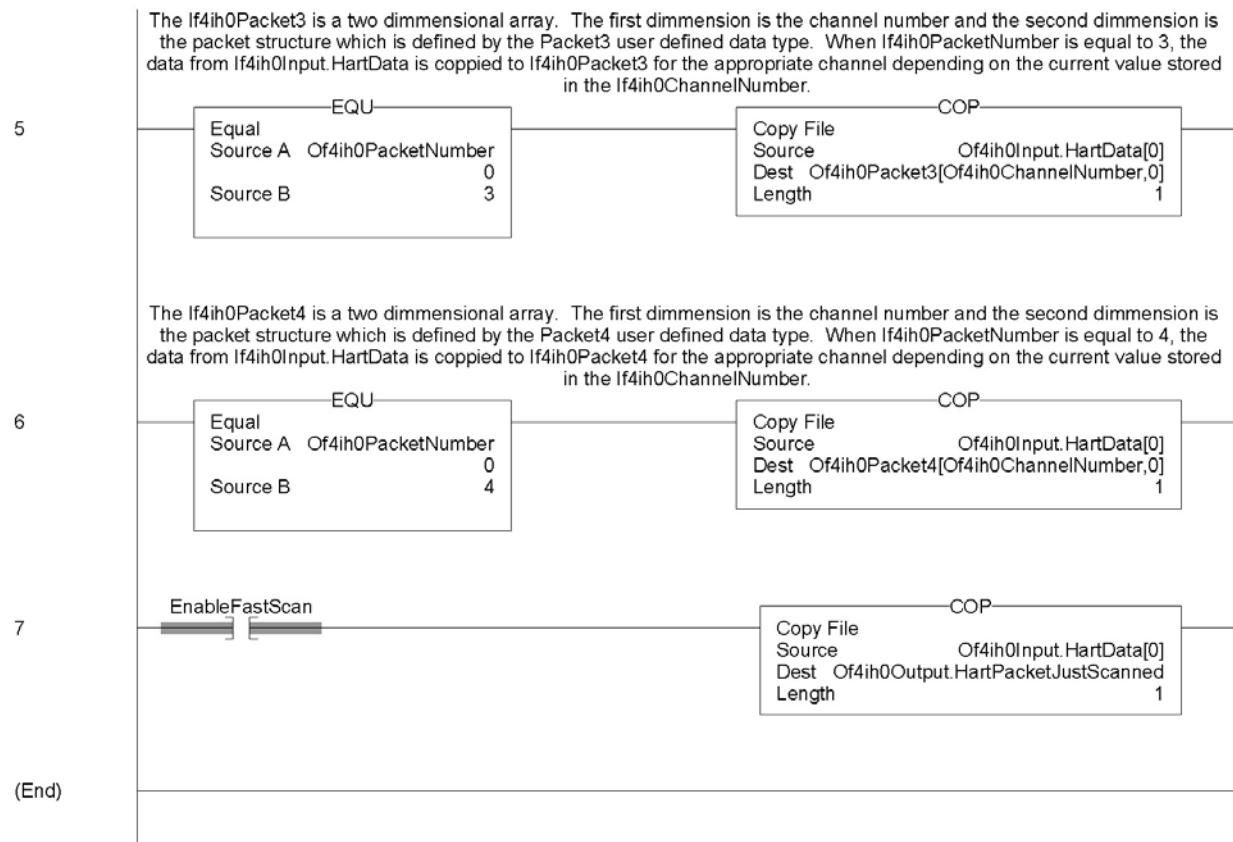 The If4ih0Packet3 is a two dimmensional array.  The first dimmension is the channel number and the second dimmension is
the packet structure which is defined by the Packet3 user defined data type.  When If4ih0PacketNumber is equal to 3, the
data from If4ih0Input.HartData is coppied to If4ih0Packet3 for the appropriate channel depending on the current value stored
in the If4ih0ChannelNumber.
5
EQU
Equal
Source A Of4ih0PacketNumber
0
Source B 3
COP
Copy File
Source Of4ih0Input.HartData[0]
Dest Of4ih0Packet3[Of4ih0ChannelNumber,0]
Length 1
The If4ih0Packet4 is a two dimmensional array.  The first dimmension is the channel number and the second dimmension is
the packet structure which is defined by the Packet4 user defined data type.  When If4ih0PacketNumber is equal to 4, the
data from If4ih0Input.HartData is coppied to If4ih0Packet4 for the appropriate channel depending on the current value stored
in the If4ih0ChannelNumber.
6
EQU
Equal
Source A Of4ih0PacketNumber
0
Source B 4
COP
Copy File
Source Of4ih0Input.HartData[0]
Dest Of4ih0Packet4[Of4ih0ChannelNumber,0]
Length 1
7
EnableFastScan
COP
Copy File
Source Of4ih0Input.HartData[0]
Dest Of4ih0Output.HartPacketJustScanned
Length 1
(End)